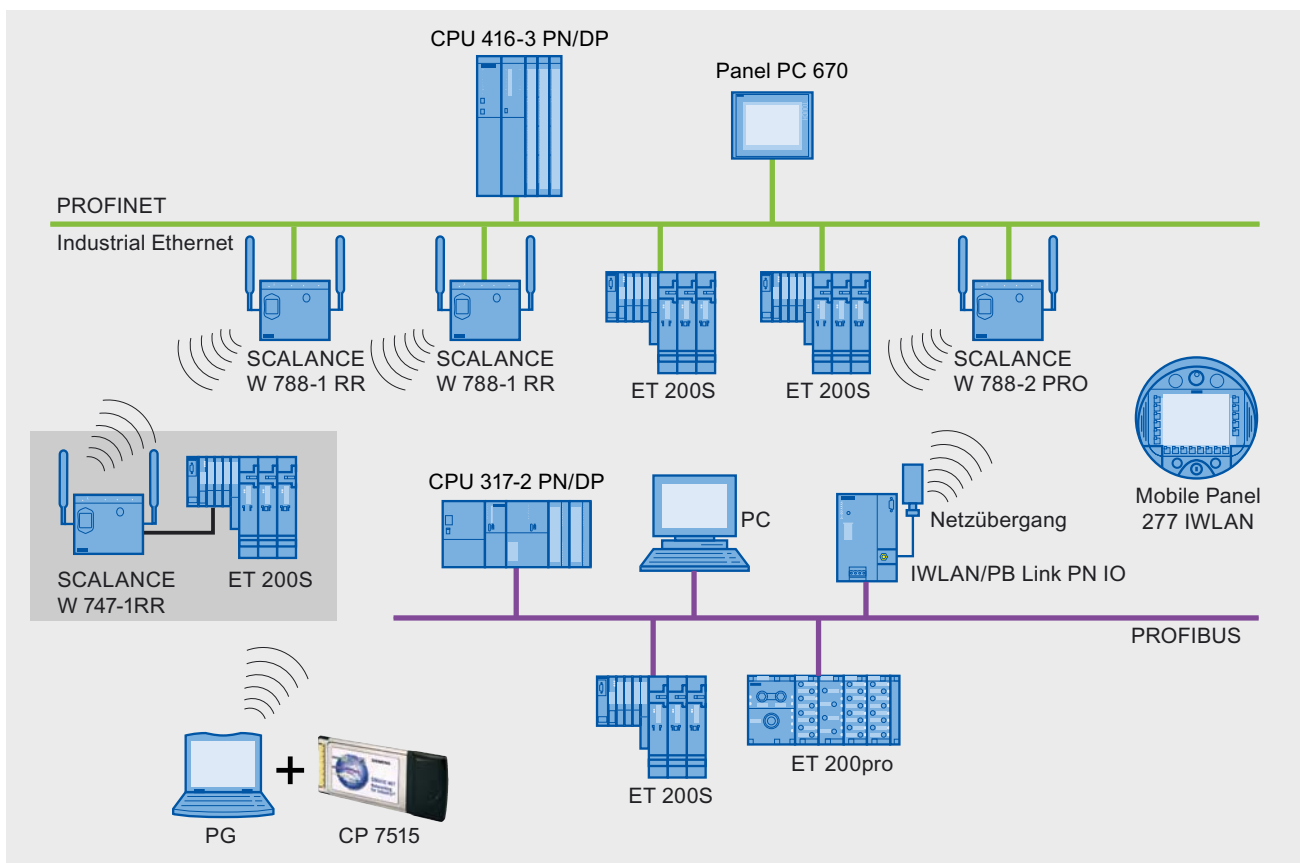 CPU 416-3 PN/DP
Panel PC 670
PROFINET
Industrial Ethernet
SCALANCE
W 788-1 RR
SCALANCE
W 788-1 RR
ET 200S
ET 200S
SCALANCE
W 788-2 PRO
Mobile Panel
277 IWLAN
SCALANCE
W 747-1RR
ET 200S
CPU 317-2 PN/DP
PC
Netzübergang
IWLAN/PB Link PN IO
PROFIBUS
ET 200S
ET 200pro
PG
+
SIEMENS
CP 7515